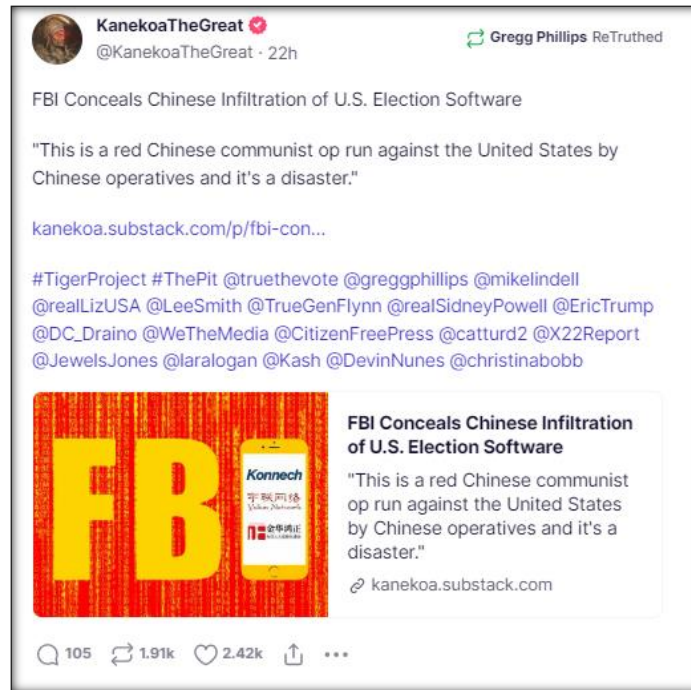 KanekoaTheGreat
Gregg Phillips ReTruthed
@KanekoaTheGreat · 22h
FBI Conceals Chinese Infiltration of U.S. Election Software
"This is a red Chinese communist op run against the United States by
Chinese operatives and it's a disaster."
kanekoa.substack.com/p/fbi-con...
#TigerProject #ThePit @truethevote @greggphillips @mikelindell
@realLizUSA @LeeSmith @TrueGenFlynn @realSidneyPowell @EricTrump
@DC_Draino @WeTheMedia @CitizenFreePress @catturd2 @X22Report
@JewelsJones @laralogan @Kash @DevinNunes @christinabobb
FBI
Konnech
金华鸿正
FBI Conceals Chinese Infiltration
of U.S. Election Software
"This is a red Chinese communist
op run against the United States
by Chinese operatives and it's a
disaster."
kanekoa.substack.com
105 1.91k 2.42k